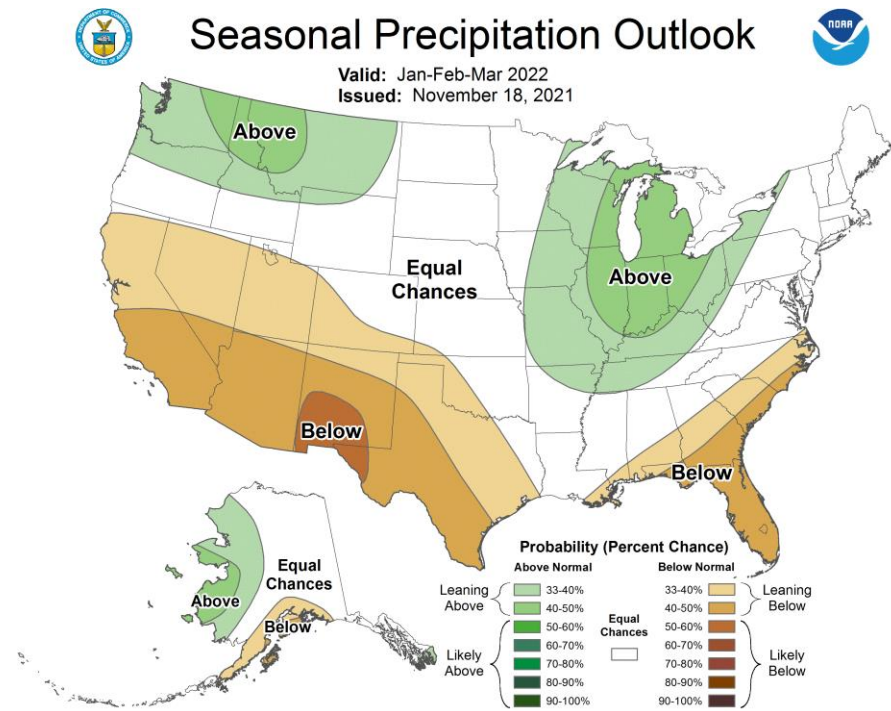 Seasonal Precipitation Outlook
NOAA
Valid: Jan-Feb-Mar 2022
Issued: November 18, 2021
Above
Equal
Chances
Above
Below
Below
Equal
Chances
Above
Below
Probability (Percent Chance)
Above Normal
Below Normal
Leaning
Above
33-40%
40-50%
Likely
Above
50-60%
60-70%
70-80%
80-90%
90-100%
Equal
Chances
33-40%
40-50%
Leaning
Below
50-60%
60-70%
70-80%
80-90%
90-100%
Likely
Below